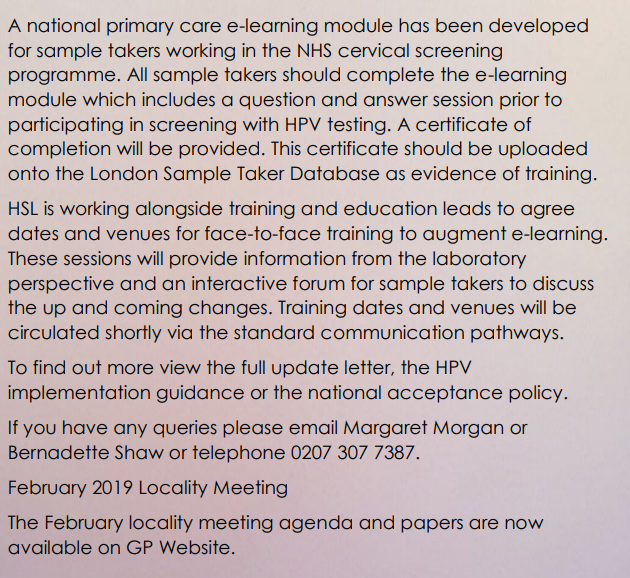 A national primary care e-learning module has been developed
for sample takers working in the NHS cervical screening
programme. All sample takers should complete the e-learning
module which includes a question and answer session prior to
participating in screening with HPV testing. A certificate of
completion will be provided. This certificate should be uploaded
onto the London Sample Taker Database as evidence of training.
HSL is working alongside training and education leads to agree
dates and venues for face-to-face training to augment e-learning.
These sessions will provide information from the laboratory
perspective and an interactive forum for sample takers to discuss
the up and coming changes. Training dates and venues will be
circulated shortly via the standard communication pathways.
To find out more view the full update letter, the HPV
implementation guidance or the national acceptance policy.
If you have any queries please email Margaret Morgan or
Bernadette Shaw or telephone 0207 307 7387.
February 2019 Locality Meeting
The February locality meeting agenda and papers are now
available on GP Website.